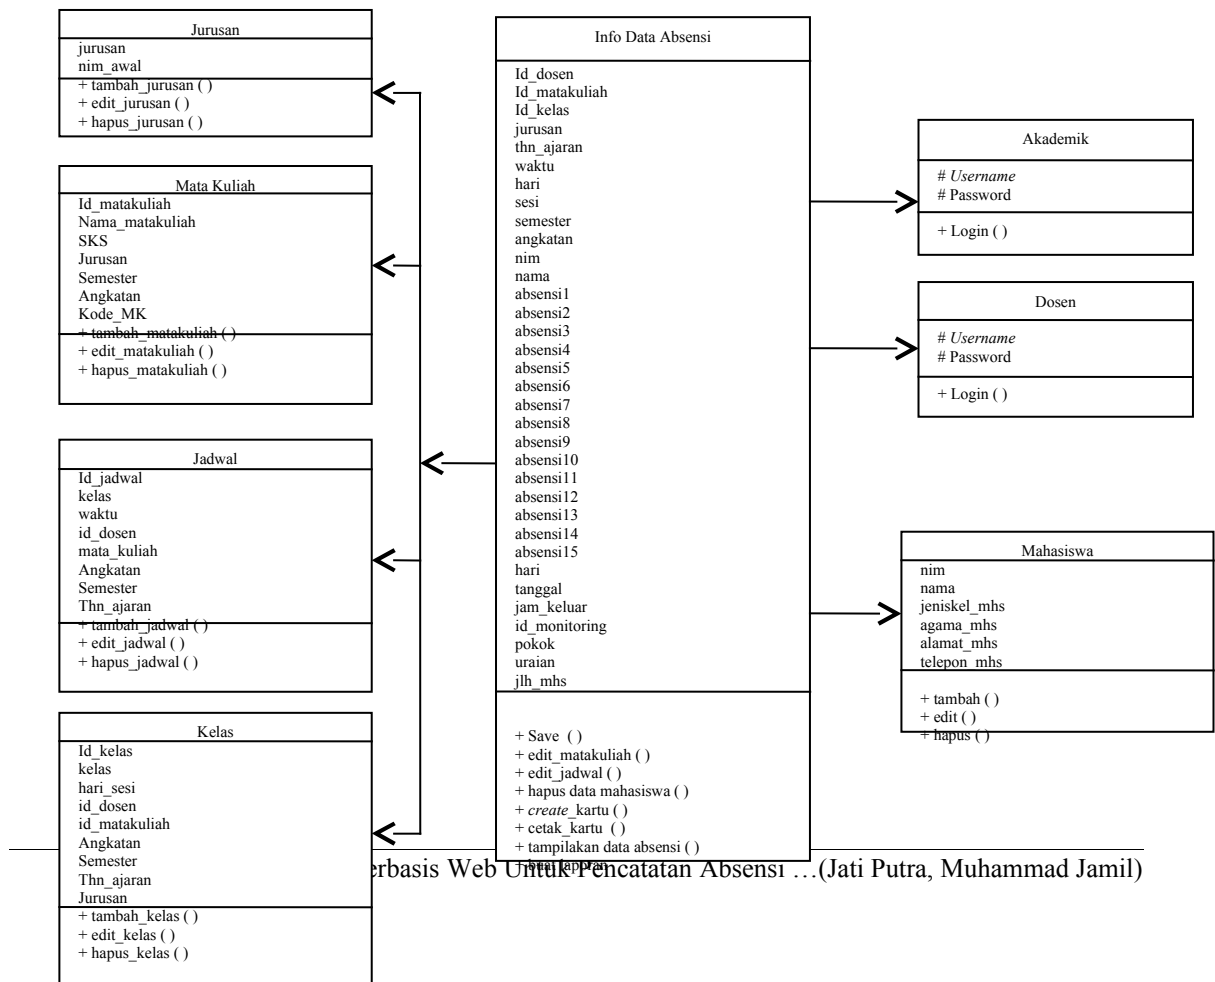 Jurusan
jurusan
nim_awal
+ tambah_jurusan ( )
+ edit_jurusan ( )
+ hapus_jurusan ( )
Mata Kuliah
Id_matakuliah
Nama_matakuliah
SKS
Jurusan
Semester
Angkatan
Kode_MK
+ tambah_matakuliah ( )
+ edit_matakuliah ( )
+ hapus_matakuliah ( )
Jadwal
Id_jadwal
kelas
waktu
id_dosen
mata_kuliah
Angkatan
Semester
Thn_ajaran
+ tambah_jadwal ( )
+ edit_jadwal ( )
+ hapus_jadwal ( )
Kelas
Id_kelas
kelas
hari_sesi
id_dosen
id_matakuliah
Angkatan
Semester
Thn_ajaran
Jurusan
+ tambah_kelas ( )
+ edit_kelas ( )
+ hapus_kelas ( )
Info Data Absensi
Id_dosen
Id_matakuliah
Id_kelas
jurusan
thn_ajaran
waktu
hari
sesi
semester
angkatan
nim
nama
absensi1
absensi2
absensi3
absensi4
absensi5
absensi6
absensi7
absensi8
absensi9
absensi10
absensi11
absensi12
absensi13
absensi14
absensi15
hari
tanggal
jam_keluar
id_monitoring
pokok
uraian
jlh_mhs
+ Save ( )
+ edit_matakuliah ( )
+ edit_jadwal ( )
+ hapus data mahasiswa ( )
+ create_kartu ( )
+ cetak_kartu ( )
+ tampilakan data absensi ( )
+ buat laporan
Akademik
# Username
# Password
+ Login ( )
Dosen
# Username
# Password
+ Login ( )
Mahasiswa
nim
nama
jeniskel_mhs
agama_mhs
alamat_mhs
telepon_mhs
+ tambah ( )
+ edit ( )
+ hapus ( )
erbasis Web Untuk Pencatatan Absensi …(Jati Putra, Muhammad Jamil)